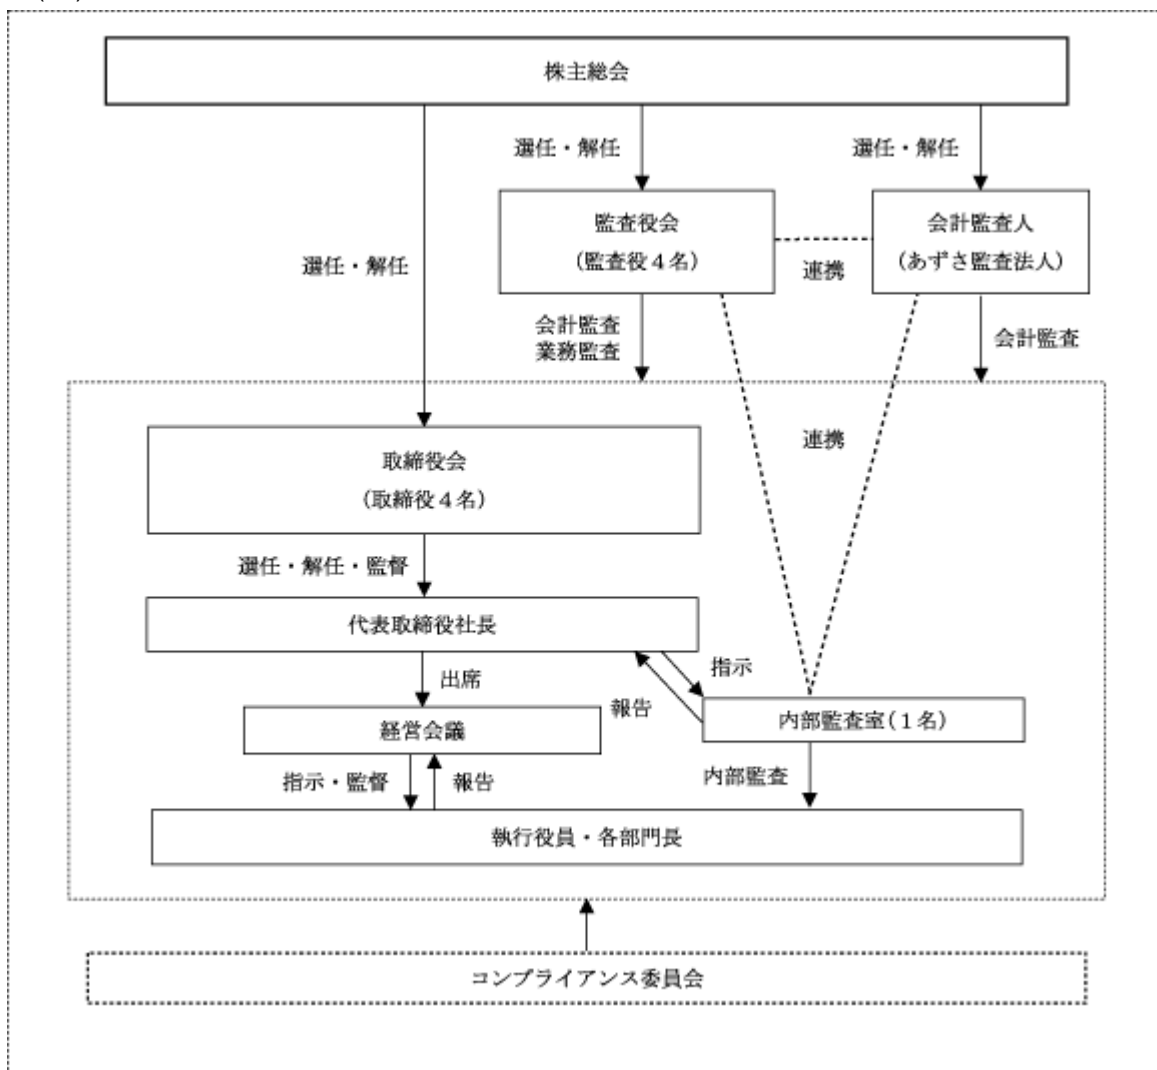 株主総会
選任・解任
選任・解任
監査役会
(監査役4名)
会計監査人
(あずさ監査法人)
選任・解任
連携
会計監査
業務監査
会計監査
連携
取締役会
(取締役4名)
選任・解任・監督
代表取締役社長
出席
指示
報告
内部監査室(1名)
経営会議
指示・監督
報告
内部監査
執行役員・各部門長
コンプライアンス委員会